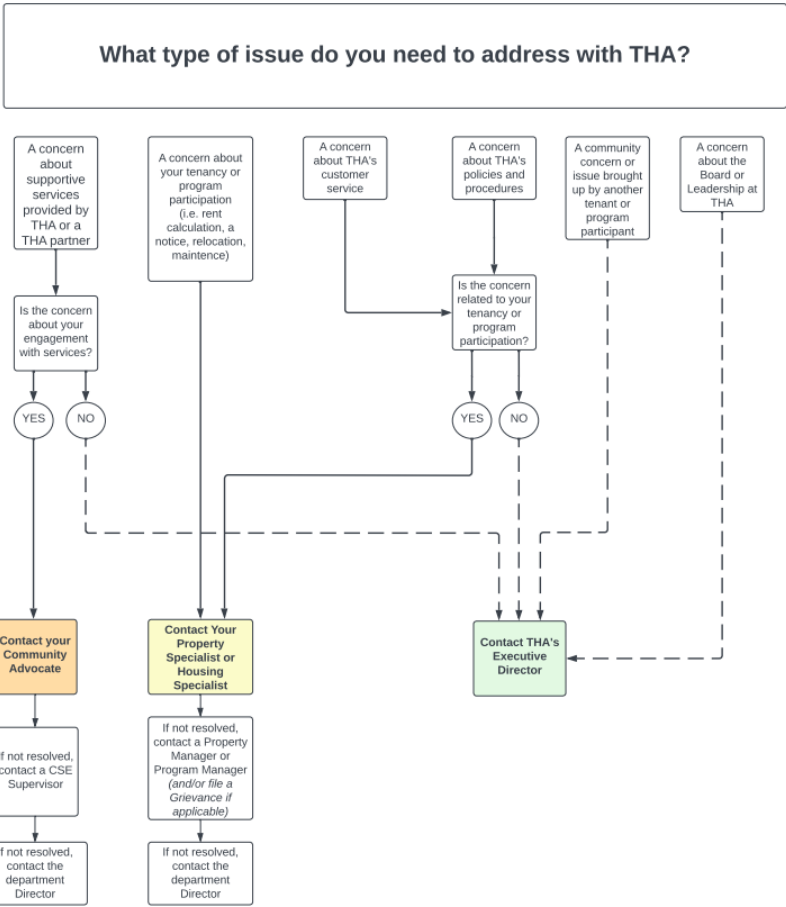 What type of issue do you need to address with THA?
A concern
about
supportive
services
provided by
THA or a
THA partner
A concern about
your tenancy or
program
participation
(i.e. rent
calculation, a
notice, relocation,
maintence)
A concern
about THA's
customer
service
A concern
about THA's
policies and
procedures
A community
concern or
issue brought
up by another
tenant or
program
participant
A concern
about the
Board or
Leadership at
THA
Is the concern
about your
engagement
with services?
Is the concern
related to your
tenancy or
program
participation?
YES
NO
YES
NO
Contact your
Community
Advocate
Contact Your
Property
Specialist or
Housing
Specialist
Contact THA's
Executive
Director
If not resolved,
contact a CSE
Supervisor
If not resolved,
contact a Property
Manager or
Program Manager
(and/or file a
Grievance if
applicable)
If not resolved,
contact the
department
Director
If not resolved,
contact the
department
Director